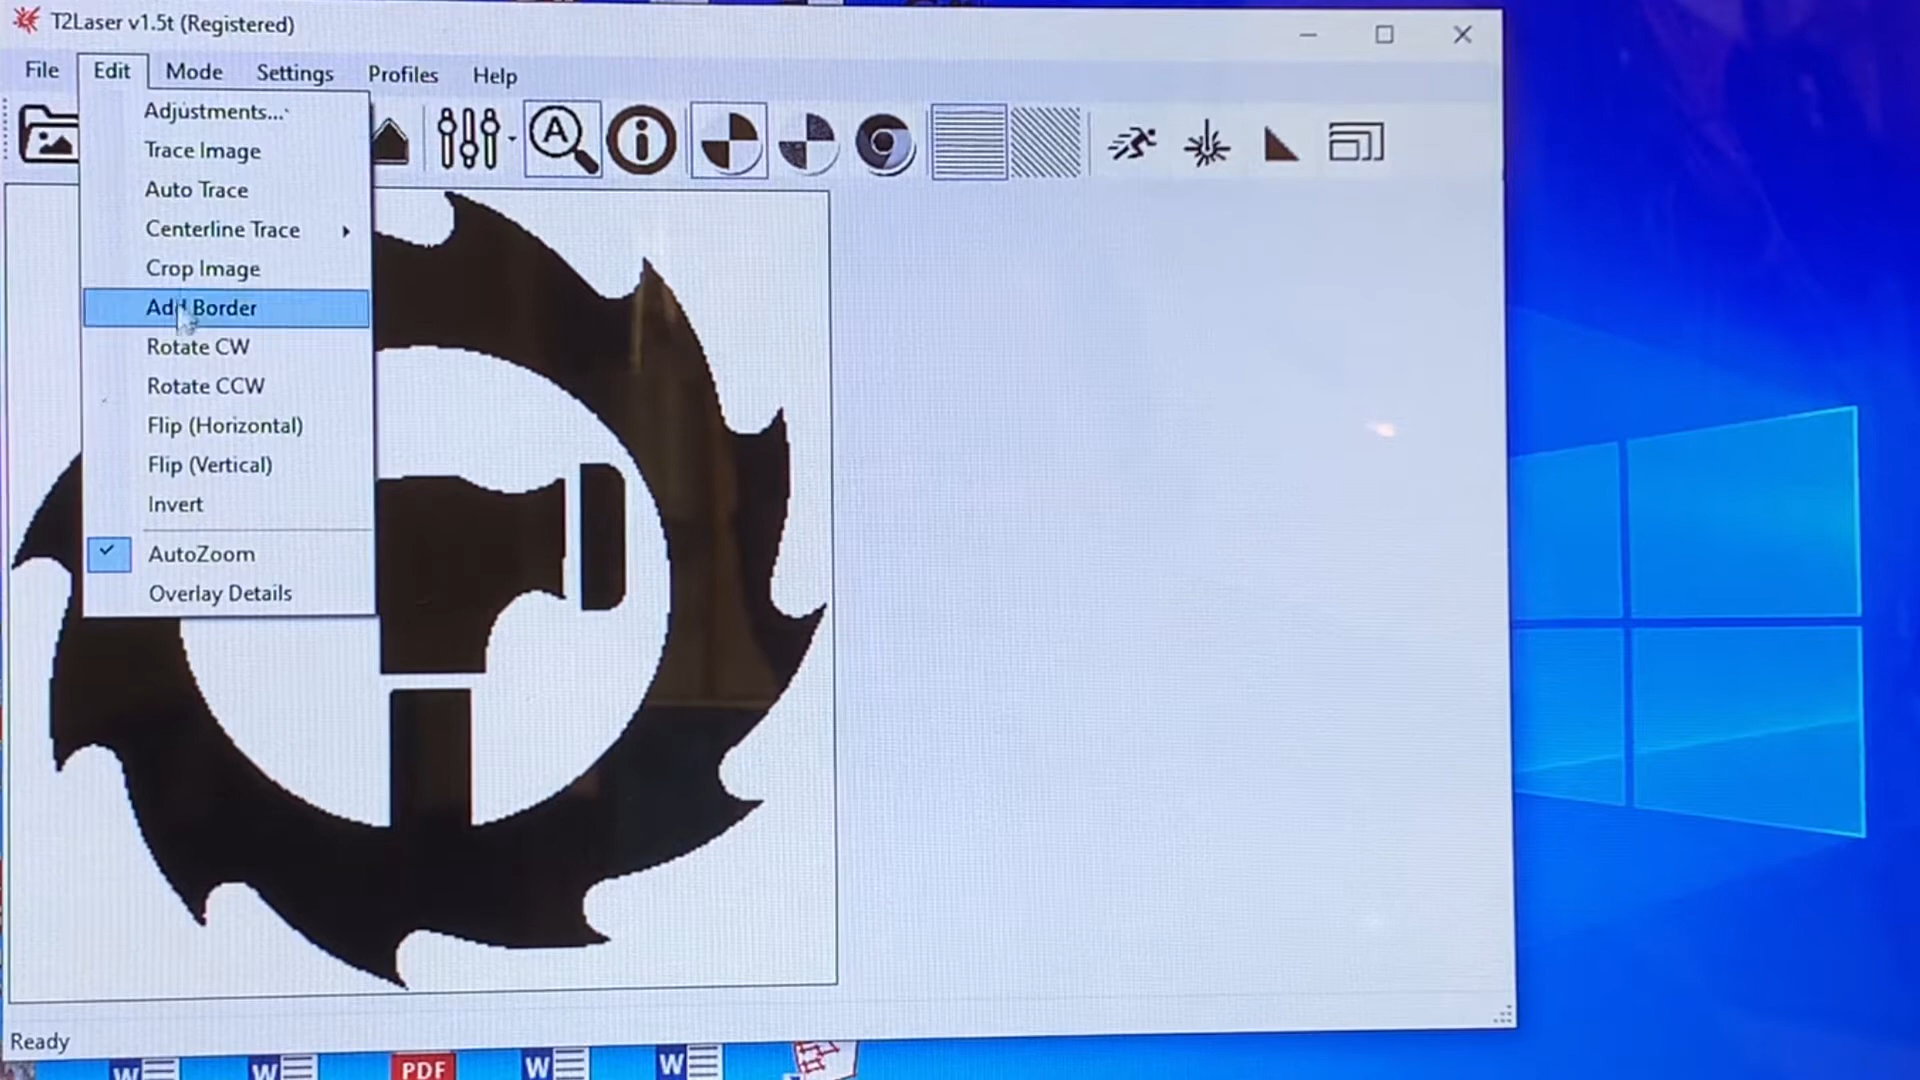 T2Laser v1.5t (Registered)
File Edit Mode Settings Profiles Help
Adjustments...
Trace Image
Auto Trace
Centerline Trace
Crop Image
Add Border
Rotate CW
Rotate CCW
Flip (Horizontal)
Flip (Vertical)
Invert
AutoZoom
Overlay Details
A
Ready
W W PDF W W